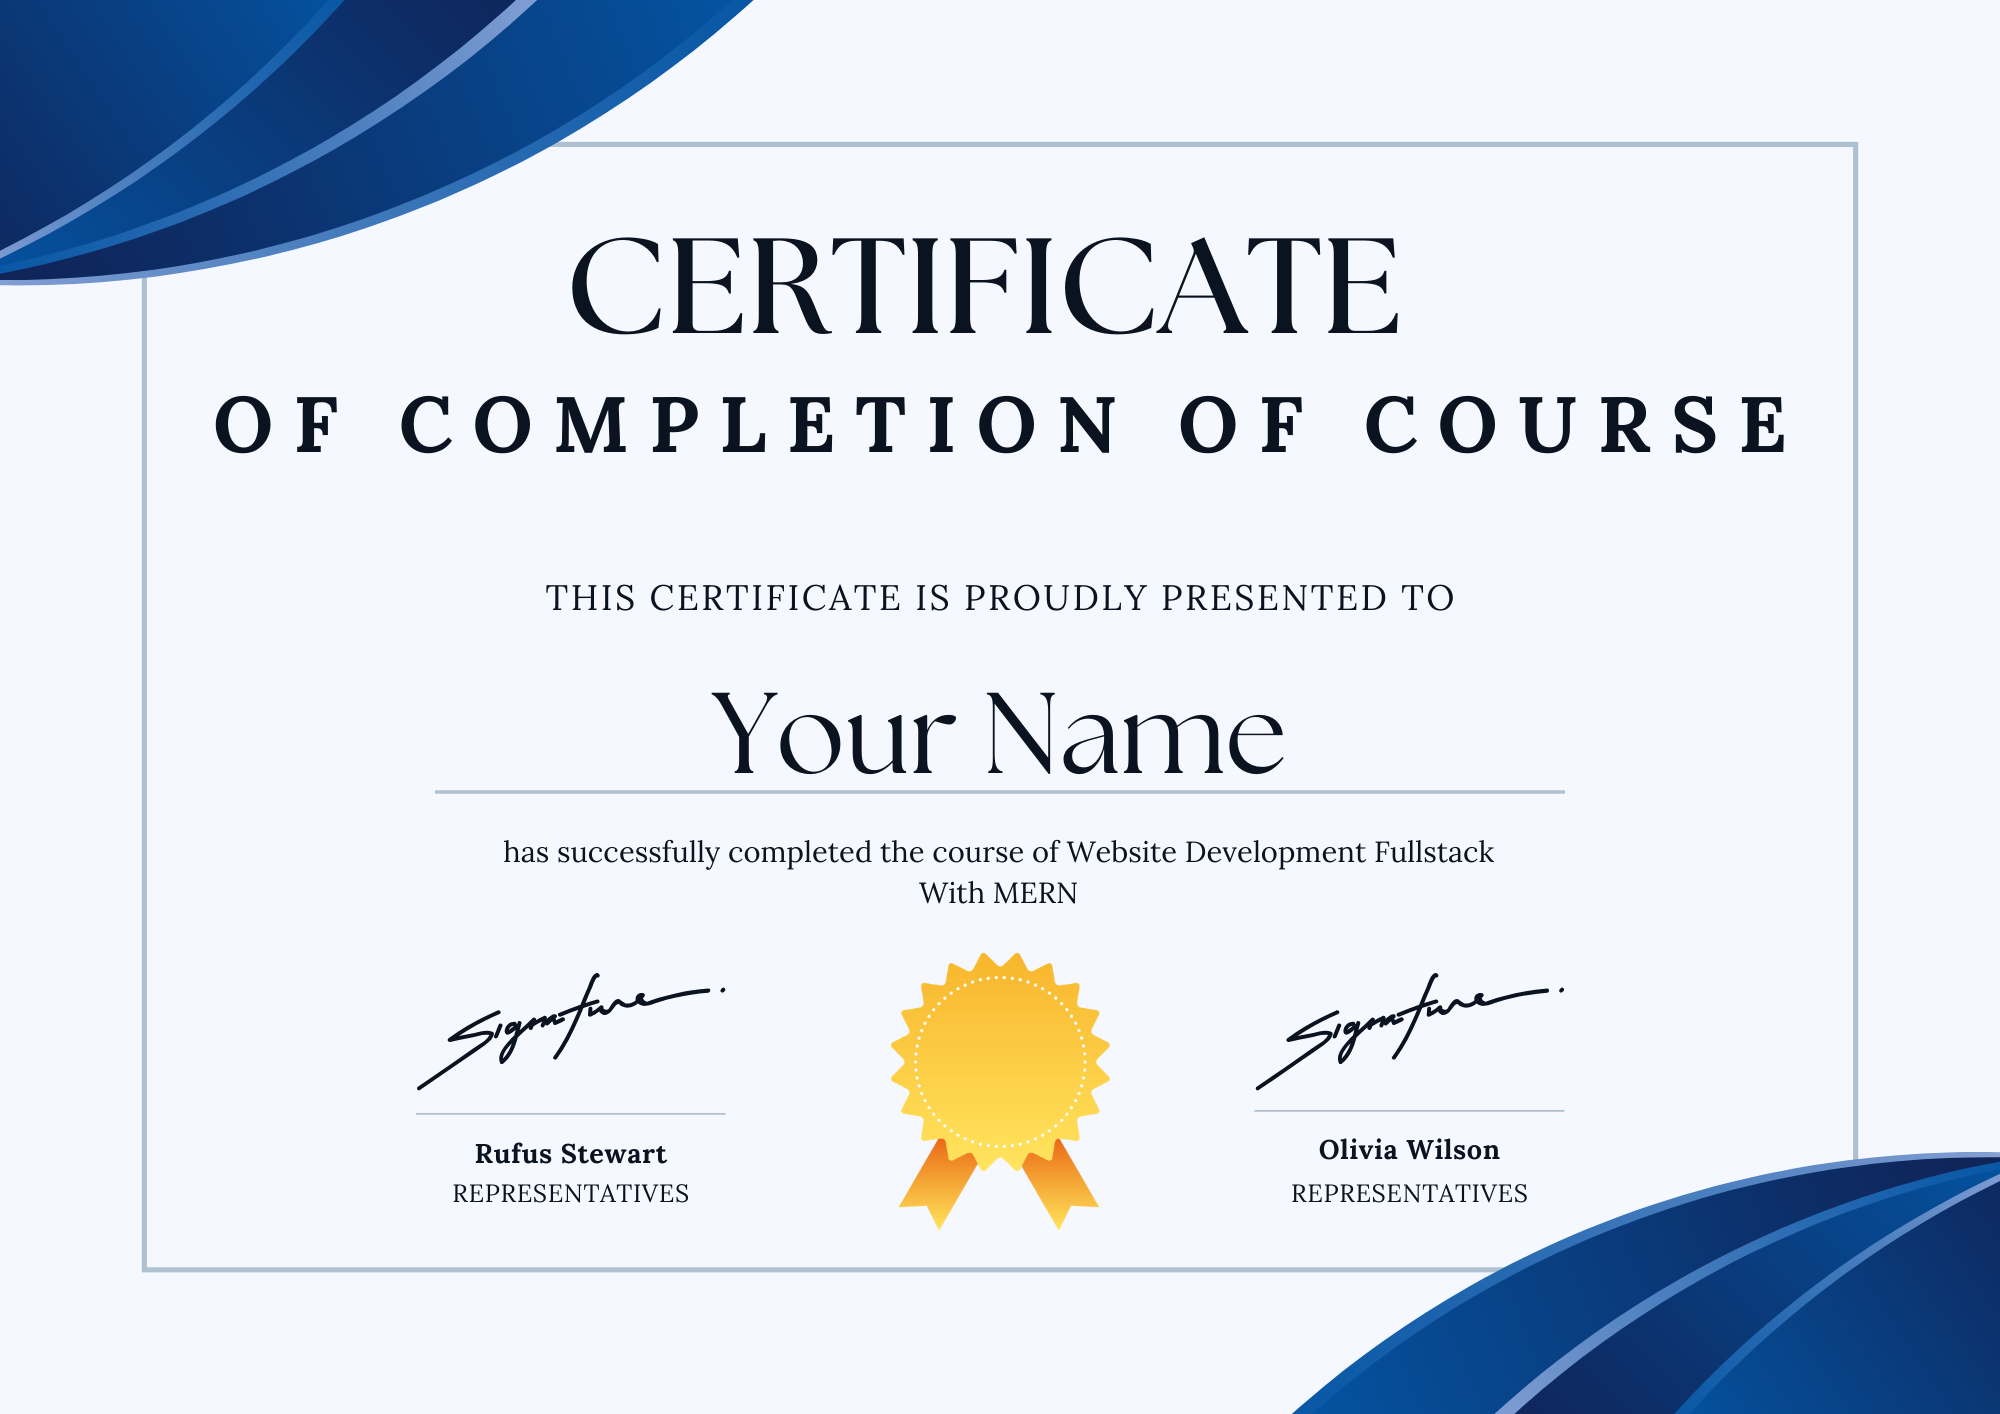 CERTIFICATE
OF COMPLETION OF COURSE
THIS CERTIFICATE IS PROUDLY PRESENTED TO
Your Name
has successfully completed the course of Website Development Fullstack
With MERN
Signature
Signature
Rufus Stewart
Olivia Wilson
REPRESENTATIVES
REPRESENTATIVES